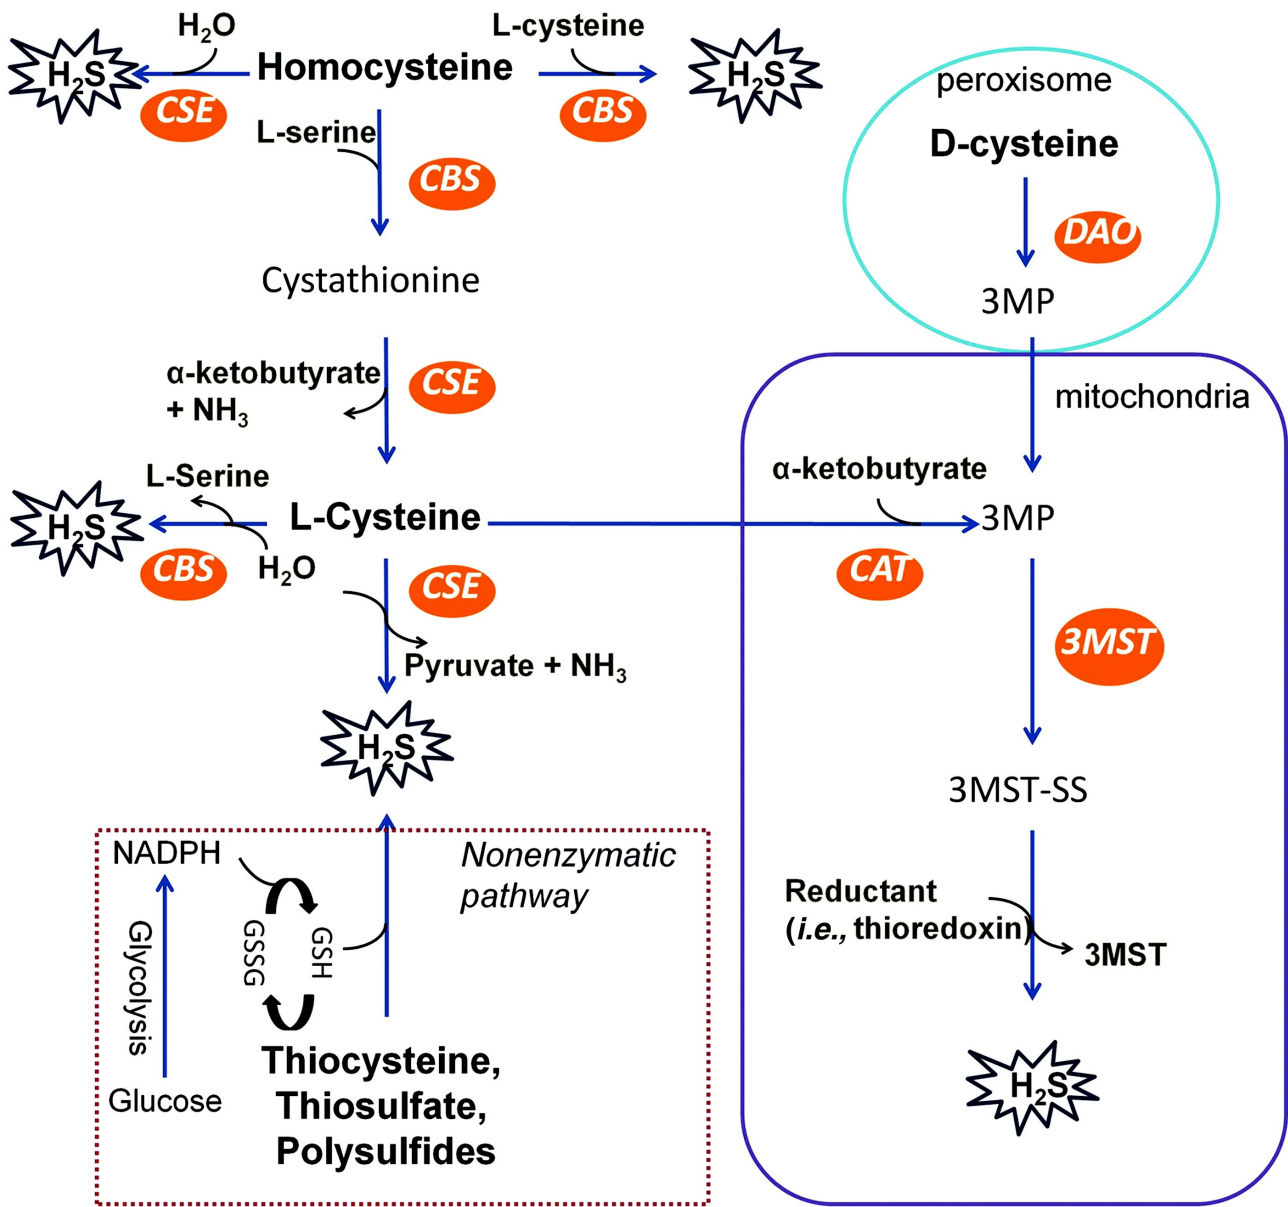 H2O
L-cysteine
H2S
Homocysteine
H2S
CSE
CBS
L-serine
CBS
Cystathionine
α-ketobutyrate
+ NH3
CSE
L-Serine
H2S
L-Cysteine
CBS
H2O
CSE
Pyruvate + NH3
H2S
peroxisome
D-cysteine
DAO
3MP
mitochondria
α-ketobutyrate
3MP
CAT
3MST
3MST-SS
Reductant
(i.e., thioredoxin)
3MST
H2S
NADPH
Nonenzymatic
pathway
Glycolysis
GSSG
GSH
Glucose
Thiocysteine,
Thiosulfate,
Polysulfides